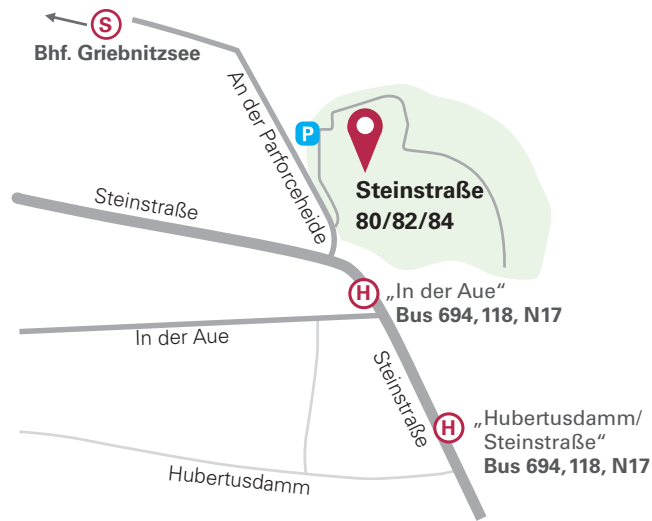 S
Bhf. Griebnitzsee
An der Parforceheide
P
Steinstraße
80/82/84
Steinstraße
H
„In der Aue“
Bus 694, 118, N17
In der Aue
Steinstraße
H
„Hubertusdamm/
Steinstraße“
Bus 694, 118, N17
Hubertusdamm